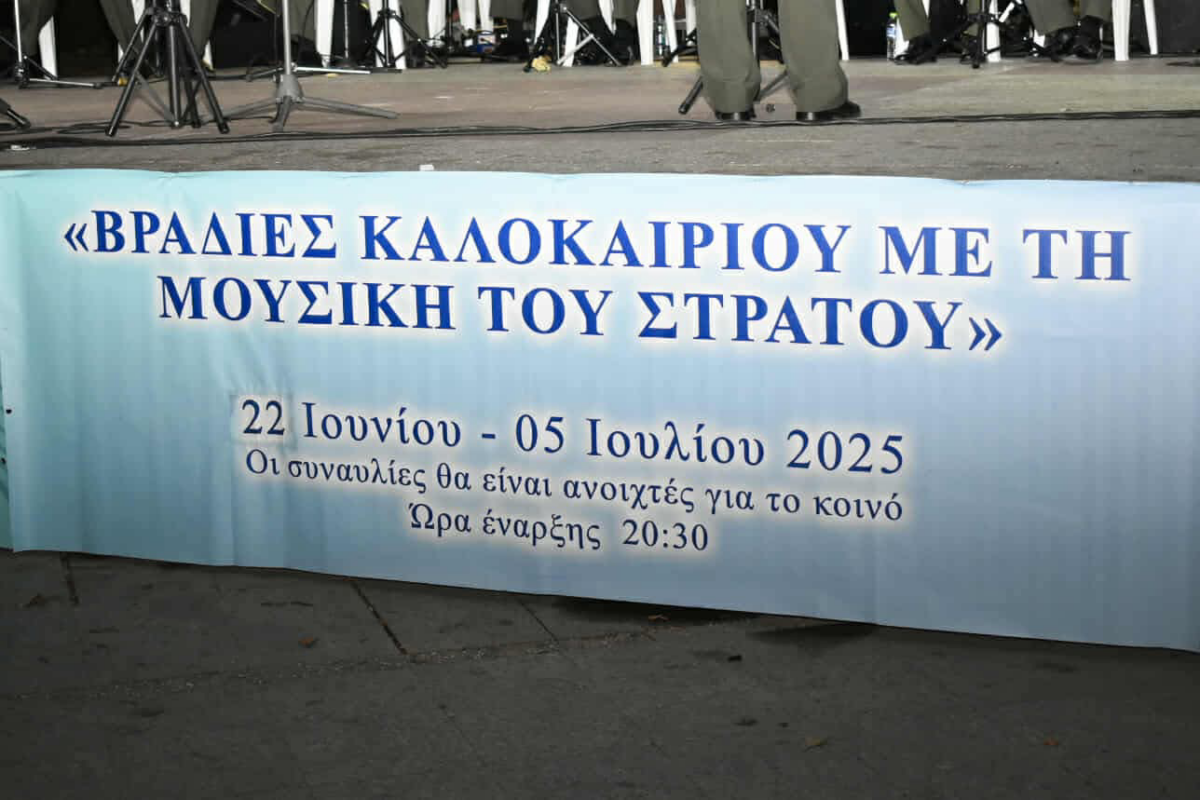 «ΒΡΑΔΙΕΣ ΚΑΛΟΚΑΙΡΙΟΥ ΜΕ ΤΗ
ΜΟΥΣΙΚΗ ΤΟΥ ΣΤΡΑΤΟΥ»
22 Ιουνίου - 05 Ιουλίου 2025
Οι συναυλίες θα είναι ανοιχτές για το κοινό
Ώρα έναρξης 20:30